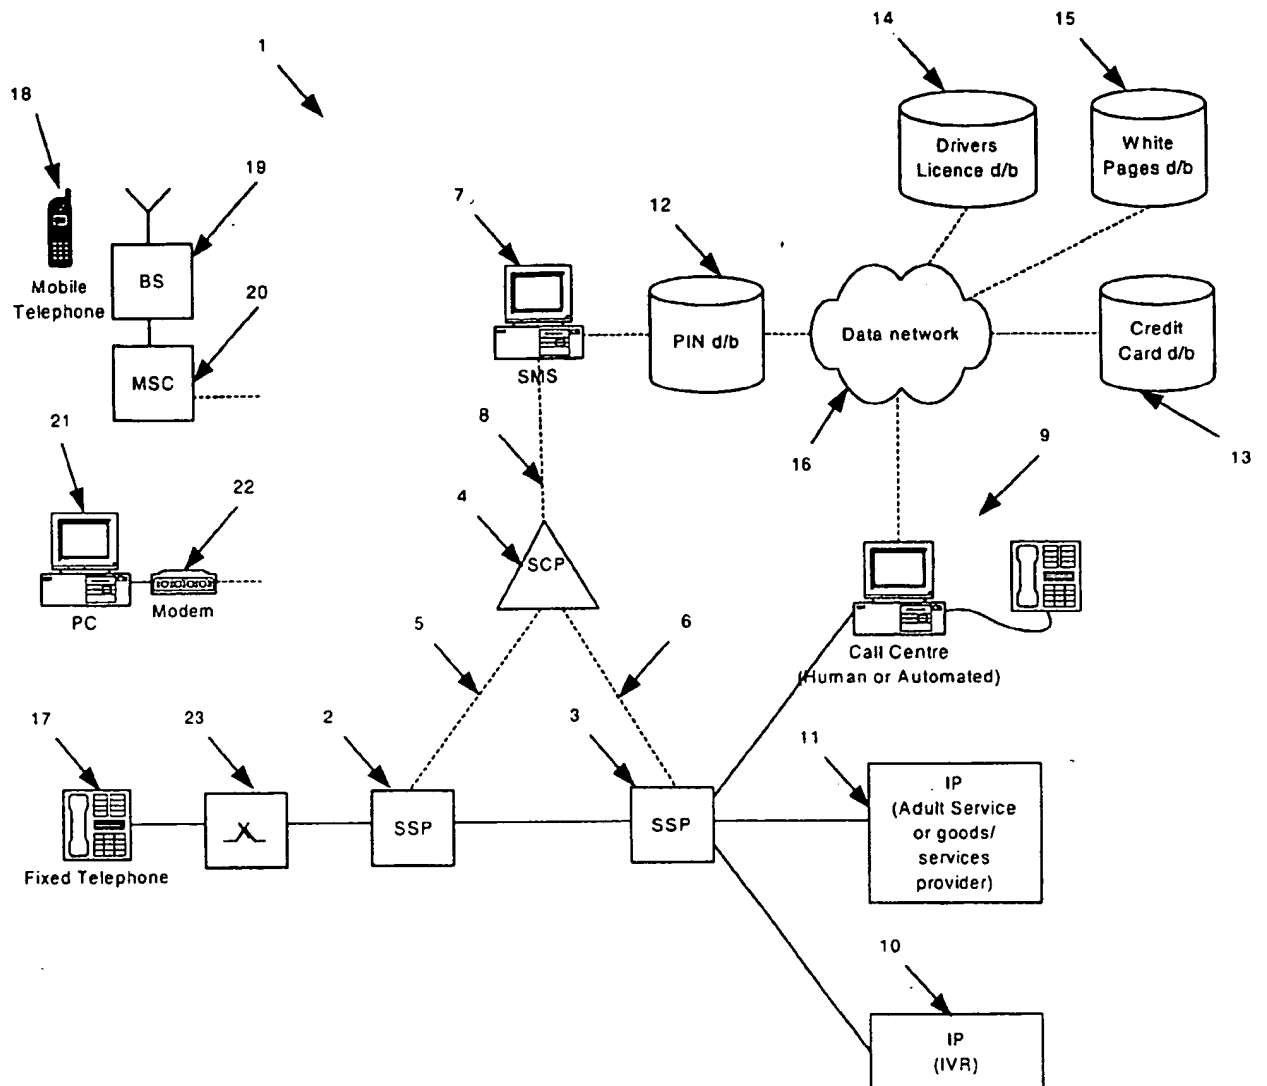 14
15
1
18
Drivers
Licence d/b
White
Pages d/b
19
7
12
BS
Mobile
Telephone
20
PIN d/b
Data network
Credit
Card d/b
MSC
SMS
21
8
9
16
13
22
4
SCP
PC
Modem
5
6
Call Centre
(Human or Automated)
17
23
2
3
11
IP
(Adult Service
or goods/
services
provider)
SSP
SSP
Fixed Telephone
10
IP
(IVR)